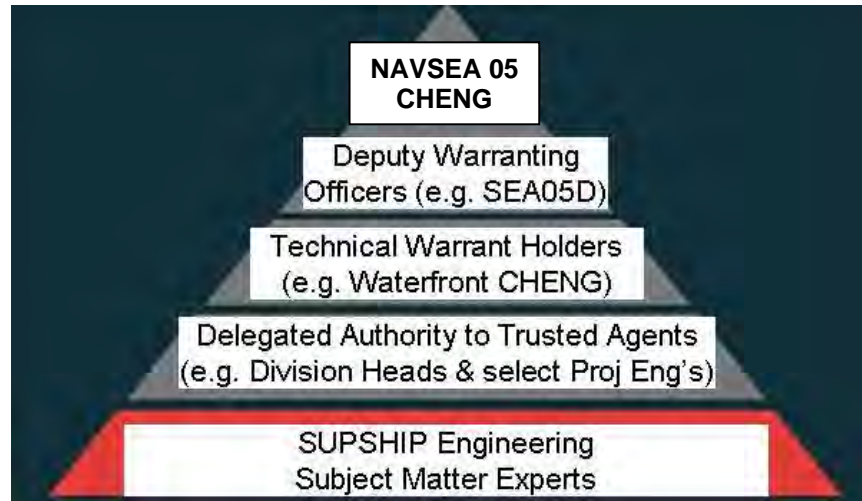 NAVSEA 05
CHENG
Deputy Warranting
Officers (e.g. SEA05D)
Technical Warrant Holders
(e.g. Waterfront CHENG)
Delegated Authority to Trusted Agents
(e.g. Division Heads & select Proj Eng's)
SUPSHIP Engineering
Subject Matter Experts